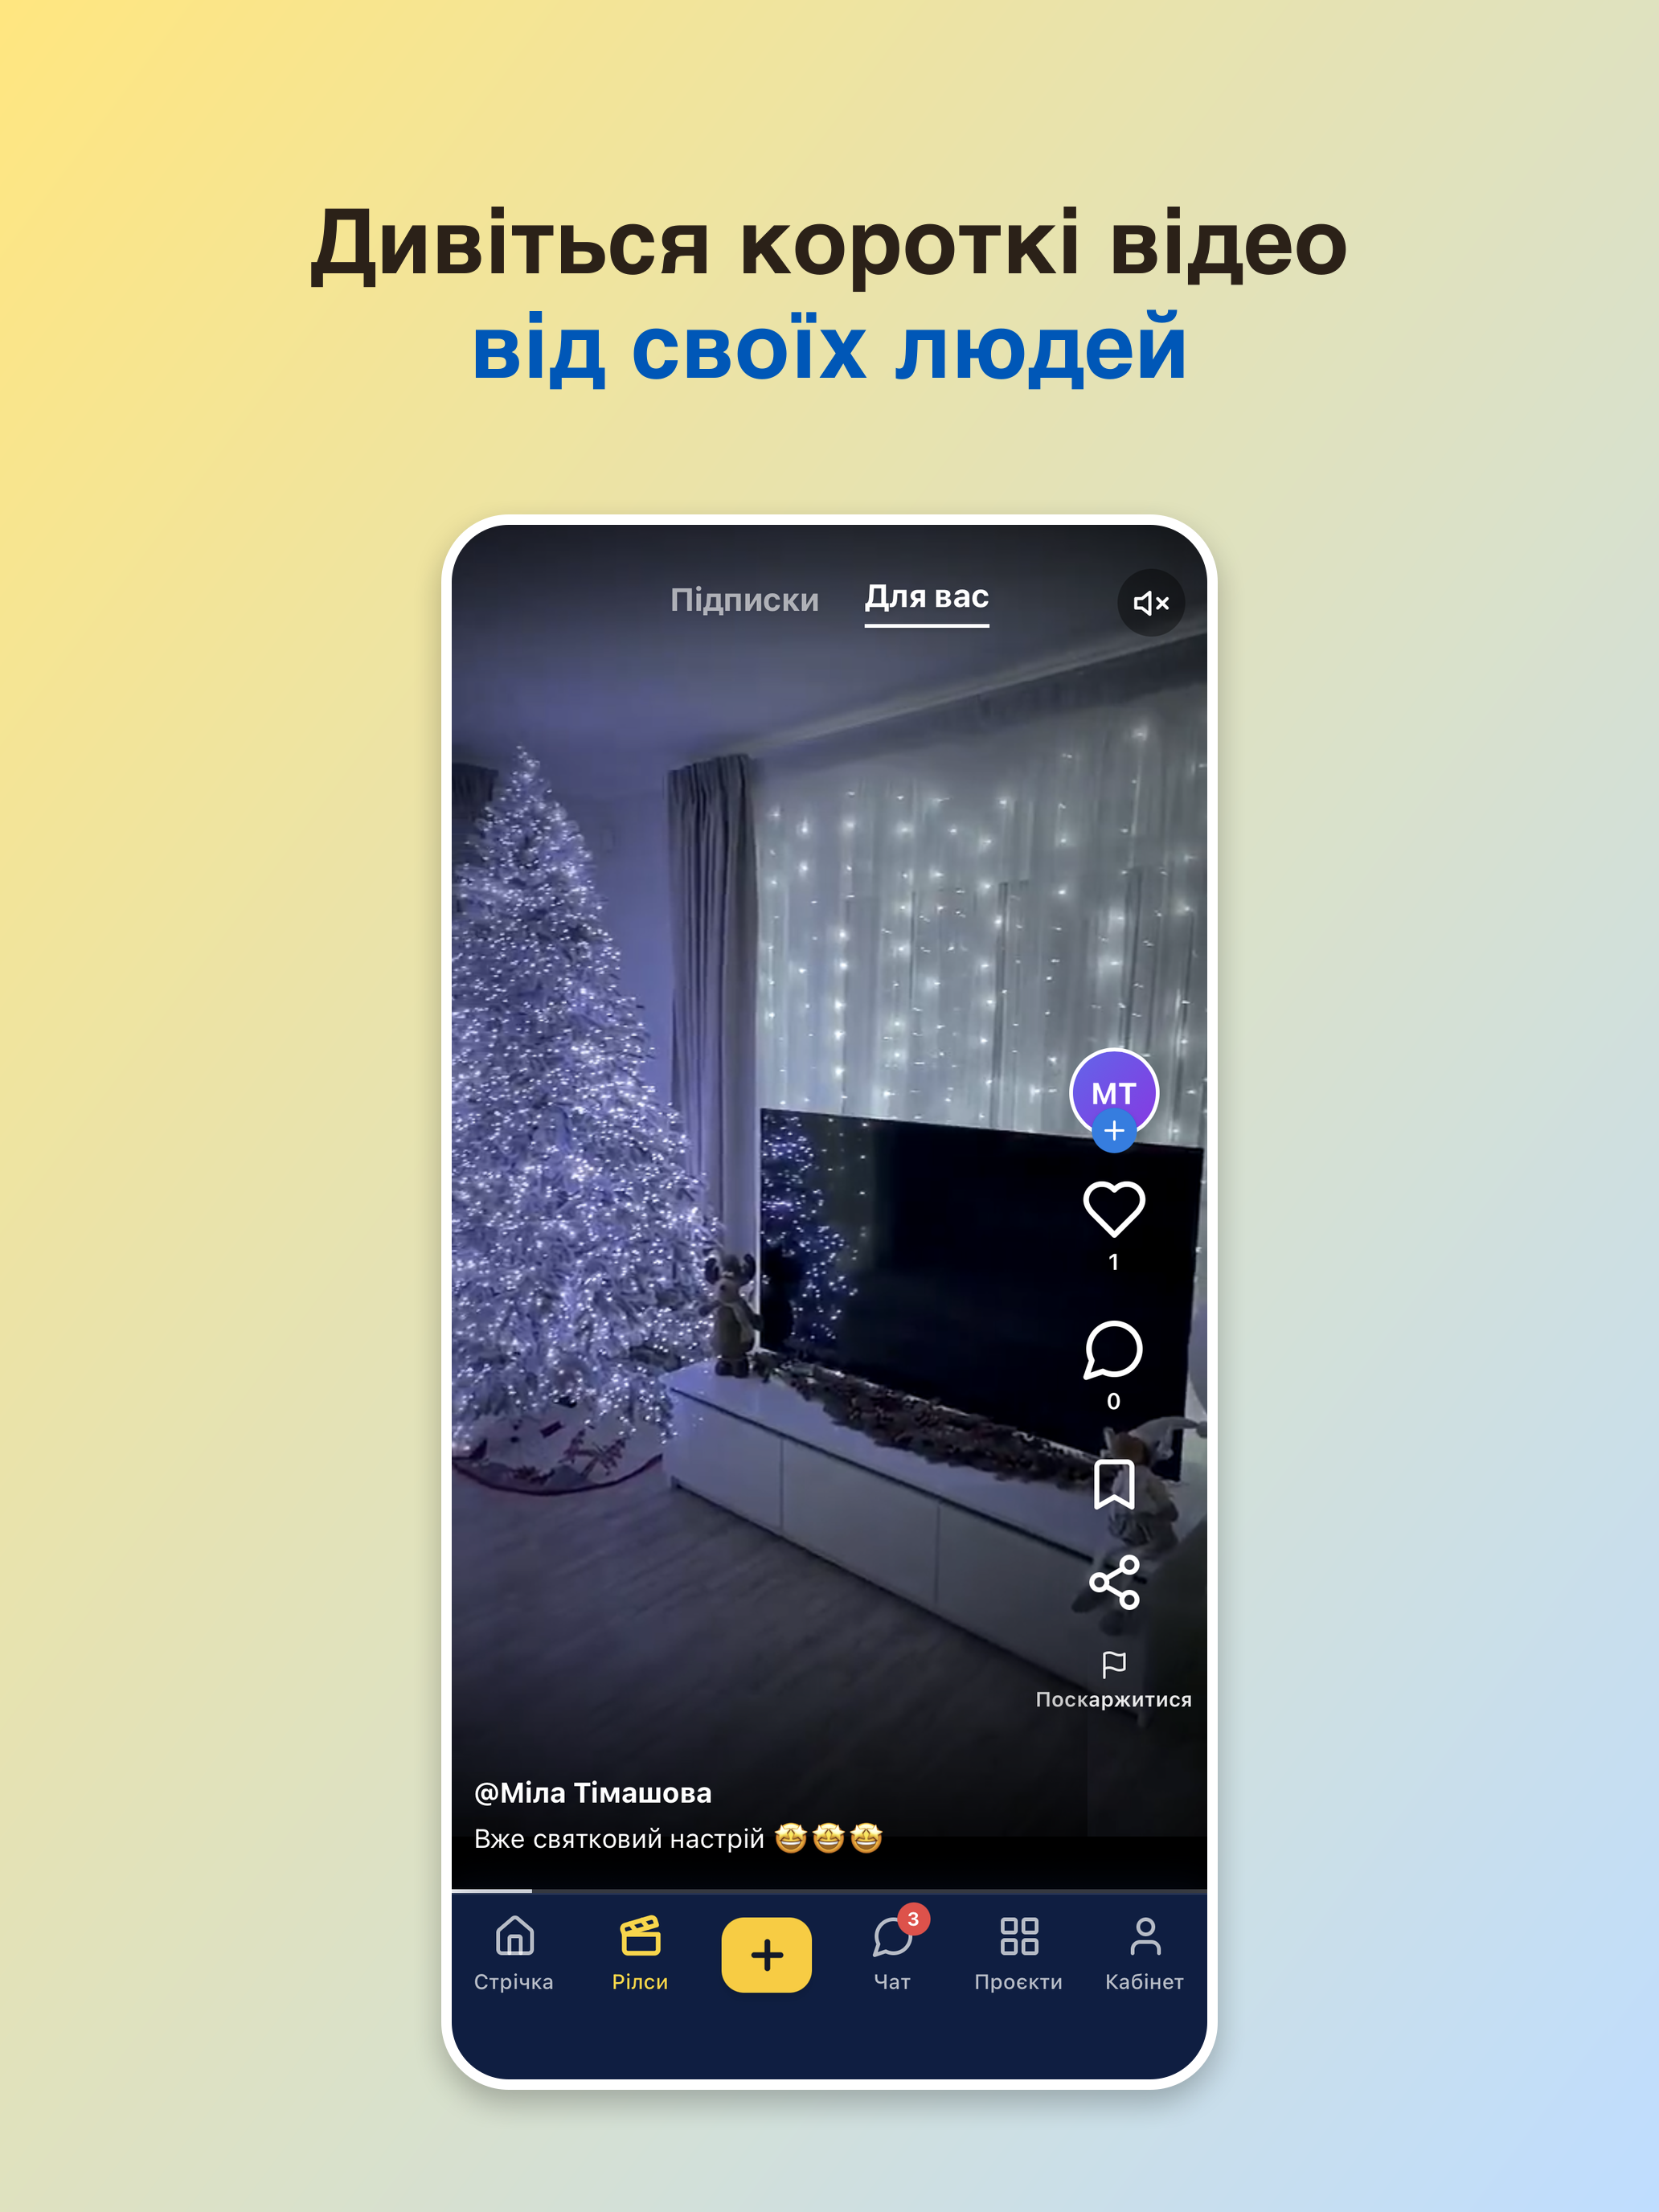 Дивіться короткі відео
від своїх людей
Підписки Для вас
МТ
1
0
Поскаржитися
@Міла Тімашова
Вже святковий настрій 🤩🤩🤩
3
Стрічка Рілси Чат Проєкти Кабінет